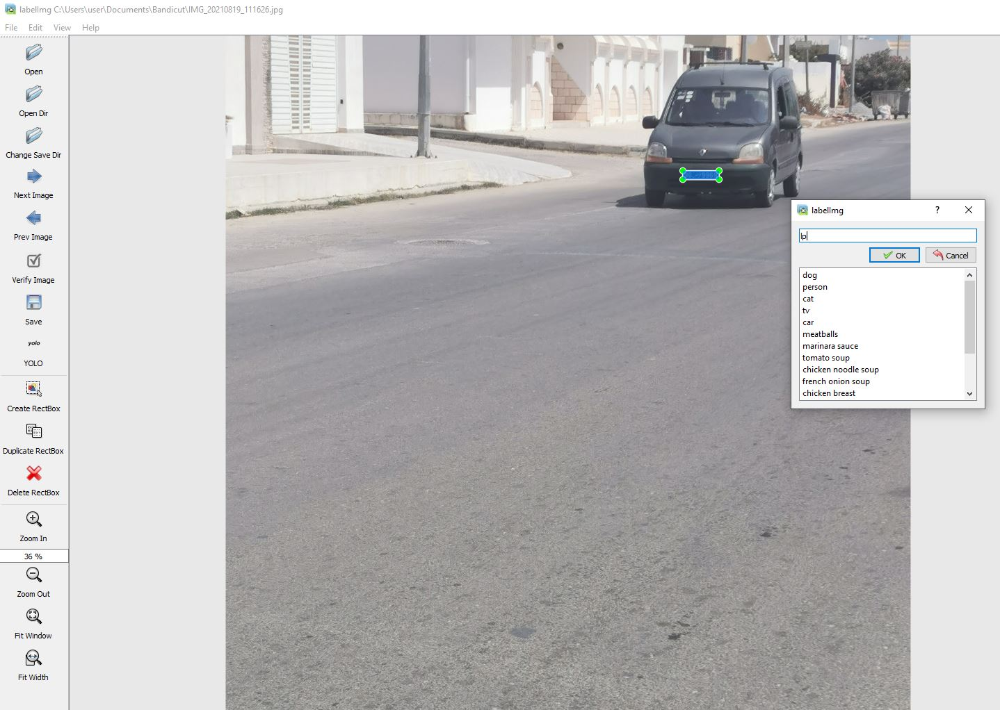 labelImg C:\Users\user\Documents\Bandicut\IMG_20210819_111626.jpg
File Edit View Help
Open
Open Dir
Change Save Dir
Next Image
Prev Image
Verify Image
Save
yolo
YOLO
Create RectBox
Duplicate RectBox
Delete RectBox
Zoom In
36 %
Zoom Out
Fit Window
Fit Width
labelImg ?
lp
OK Cancel
dog
person
cat
tv
car
meatballs
marinara sauce
tomato soup
chicken noodle soup
french onion soup
chicken breast